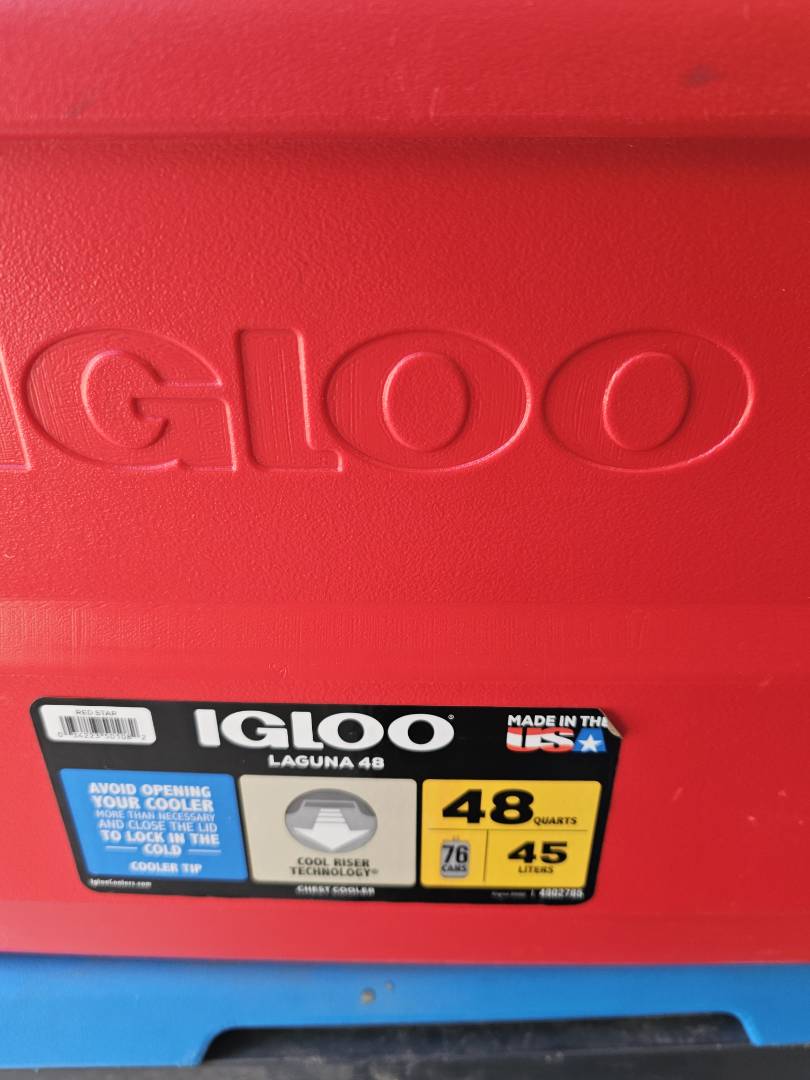 IGLOO
RED STAR
IGLOO®
LAGUNA 48
MADE IN THE
USA
AVOID OPENING
YOUR COOLER
MORE THAN NECESSARY
AND CLOSE THE LID
TO LOCK IN THE
COLD
COOLER TIP
COOL RISER
TECHNOLOGY®
48 QUARTS
76
CANS
45
LITERS
IglooCoolers.com
CHEST COOLER